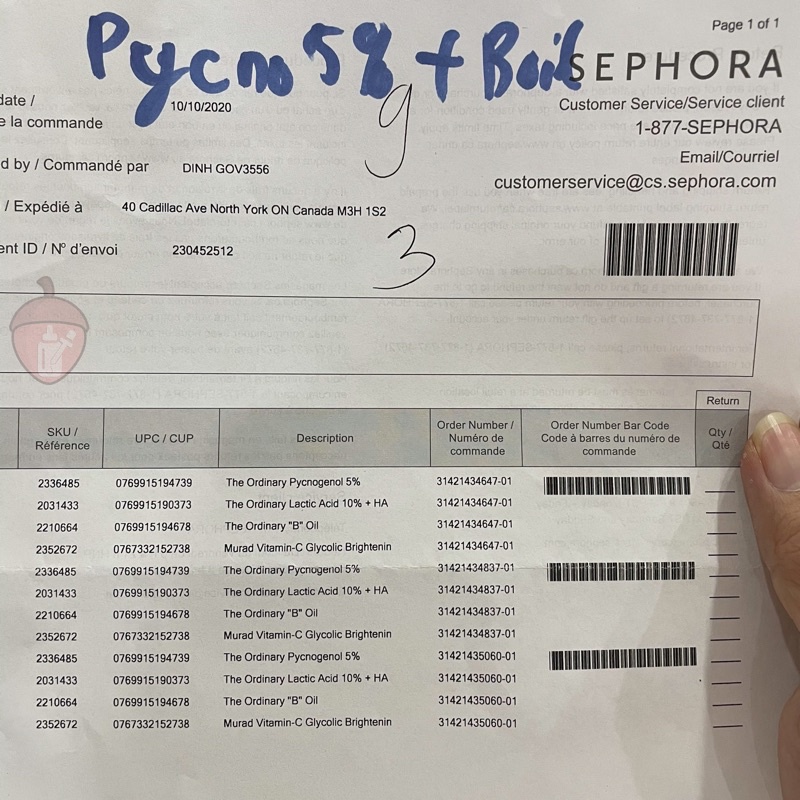 Page 1 of 1
Pycno 5% + Boil
SEPHORA
Customer Service/Service client
1-877-SEPHORA
Email/Courriel
customerservice@cs.sephora.com
date / 10/10/2020
e la commande
9
d by / Commandé par DINH GOV3556
/ Expédié à 40 Cadillac Ave North York ON Canada M3H 1S2
ent ID / Nº d'envoi 230452512
3
Return
SKU / Référence UPC / CUP Description Order Number / Numéro de commande Order Number Bar Code Code à barres du numéro de commande Qty / Qté
2336485 0769915194739 The Ordinary Pycnogenol 5% 31421434647-01
2031433 0769915190373 The Ordinary Lactic Acid 10% + HA 31421434647-01
2210664 0769915194678 The Ordinary "B" Oil 31421434647-01
2352672 0767332152738 Murad Vitamin-C Glycolic Brightenin 31421434647-01
2336485 0769915194739 The Ordinary Pycnogenol 5% 31421434837-01
2031433 0769915190373 The Ordinary Lactic Acid 10% + HA 31421434837-01
2210664 0769915194678 The Ordinary "B" Oil 31421434837-01
2352672 0767332152738 Murad Vitamin-C Glycolic Brightenin 31421434837-01
2336485 0769915194739 The Ordinary Pycnogenol 5% 31421435060-01
2031433 0769915190373 The Ordinary Lactic Acid 10% + HA 31421435060-01
2210664 0769915194678 The Ordinary "B" Oil 31421435060-01
2352672 0767332152738 Murad Vitamin-C Glycolic Brightenin 31421435060-01